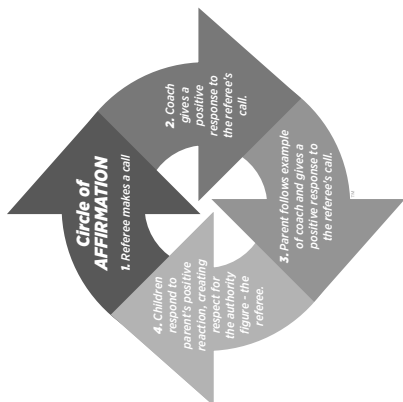 Circle of
AFFIRMATION
1. Referee makes a call
2. Coach
gives a
positive
response to
the referee's
call.
3. Parent follows example
of coach and gives a
positive response to
the referee's call.
4. Children
respond to
parent's positive
reaction, creating
respect for
the authority
figure - the
referee.
TM